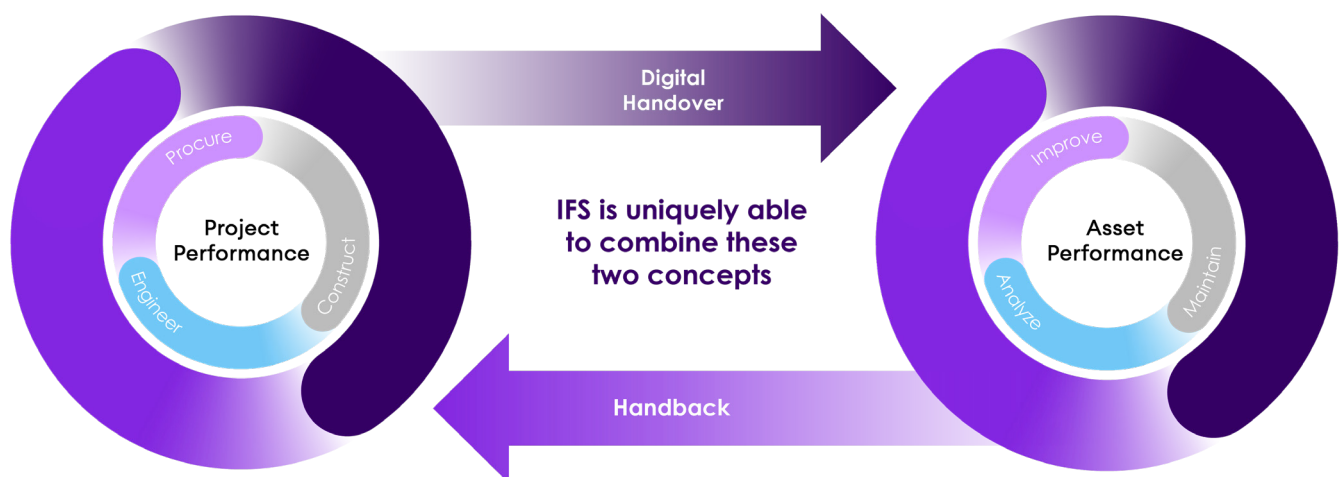 Procure
Construct
Engineer
Project
Performance
Digital
Handover
IFS is uniquely able
to combine these
two concepts
Handback
Improve
Maintain
Analyze
Asset
Performance